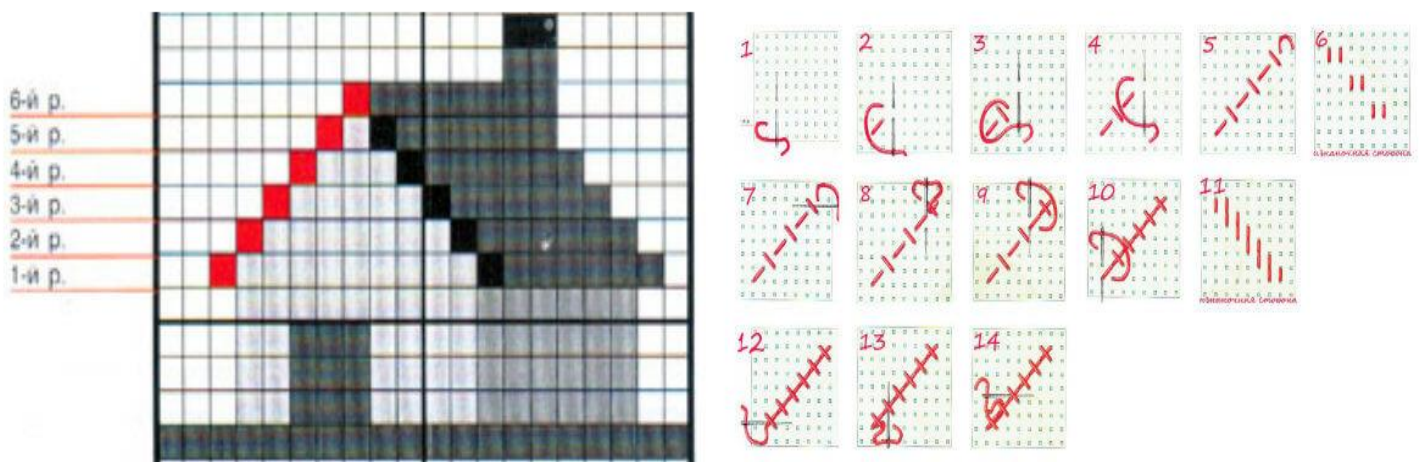 6-й р.
5-й р.
4-й р.
3-й р.
2-й р.
1-й р.
1 2 3 4 5 6
изнаночная сторона
7 8 9 10 11
изнаночная сторона
12 13 14